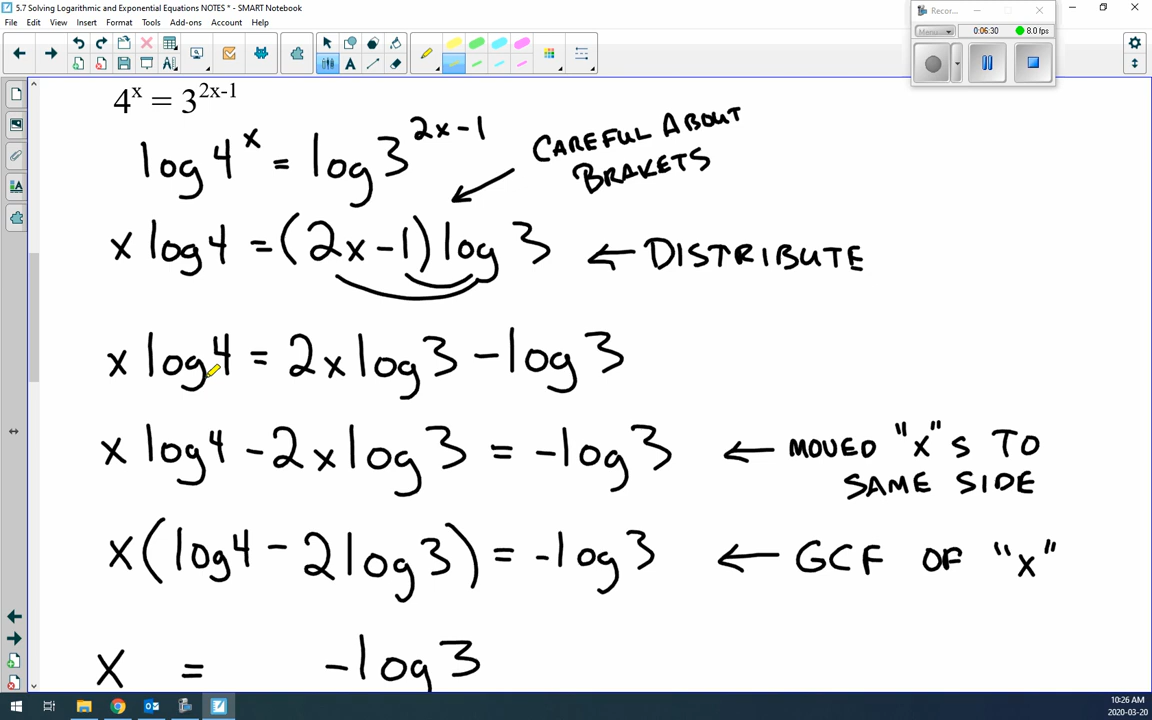 5.7 Solving Logarithmic and Exponential Equations NOTES * - SMART Notebook
File Edit View Insert Format Tools Add-ons Account Help
Recor...
Menu
0:06:30
8.0 fps
4^x = 3^{2x-1}
log 4^x = log 3^{2x-1}
CAREFUL ABOUT
BRAKETS
x log 4 = (2x - 1) log 3 ← DISTRIBUTE
x log 4 = 2x log 3 - log 3
x log 4 - 2x log 3 = - log 3 ← MOVED "x"s TO
SAME SIDE
x (log 4 - 2 log 3) = - log 3 ← GCF OF "x"
x = - log 3
10:26 AM
2020-03-20